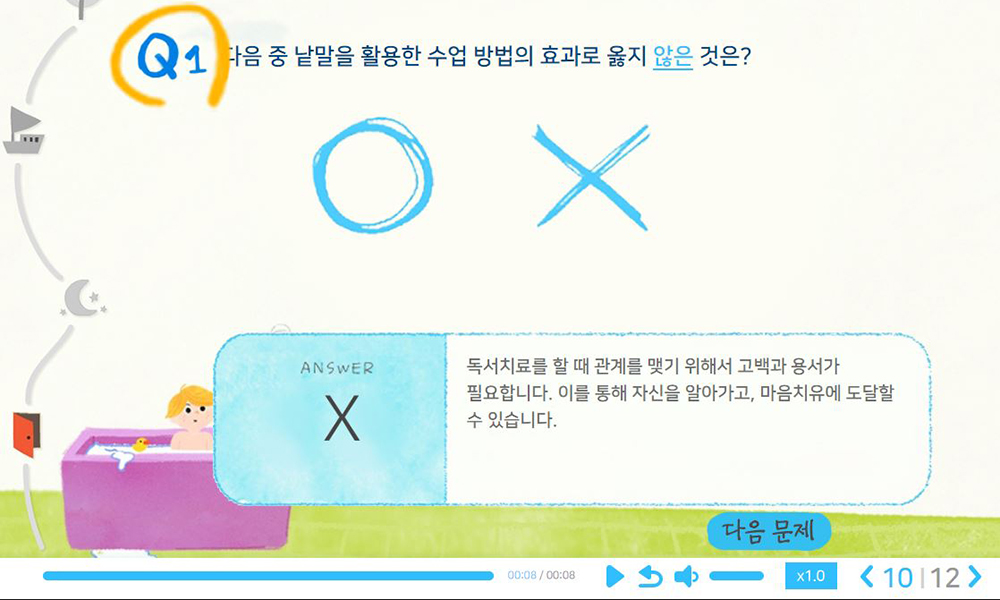 Q1 다음 중 낱말을 활용한 수업 방법의 효과로 옳지 않은 것은?
ANSWER
X
독서치료를 할 때 관계를 맺기 위해서 고백과 용서가
필요합니다. 이를 통해 자신을 알아가고, 마음치유에 도달할
수 있습니다.
다음 문제
00:08 / 00:08
x1.0
10 | 12